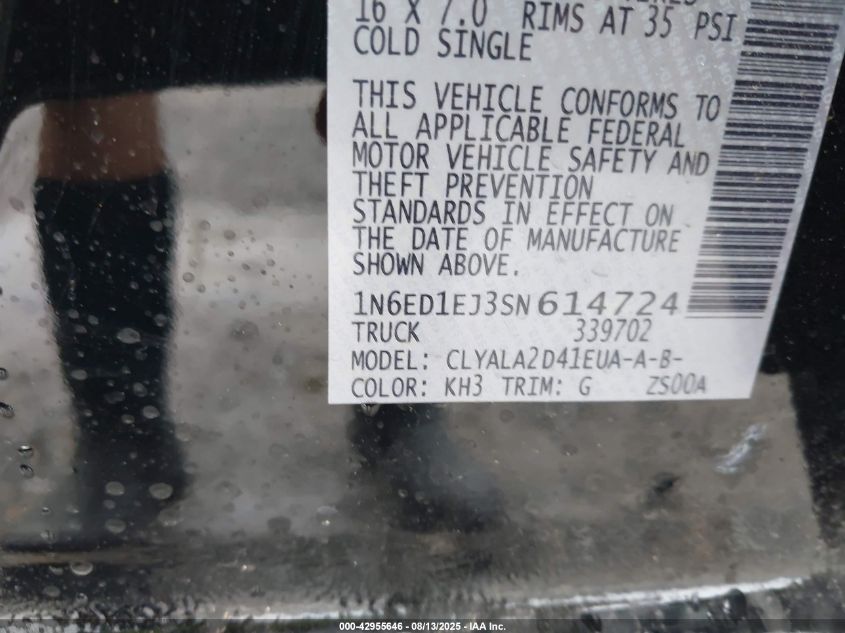 16 X 7.0 RIMS AT 35 PSI
COLD SINGLE
THIS VEHICLE CONFORMS TO
ALL APPLICABLE FEDERAL
MOTOR VEHICLE SAFETY AND
THEFT PREVENTION
STANDARDS IN EFFECT ON
THE DATE OF MANUFACTURE
SHOWN ABOVE.
1N6ED1EJ3SN614724
TRUCK 339702
MODEL: CLYALA2D41EUA-A-B-
COLOR: KH3 TRIM: G ZS00A
000-42955646 - 08/13/2025 - IAA Inc.